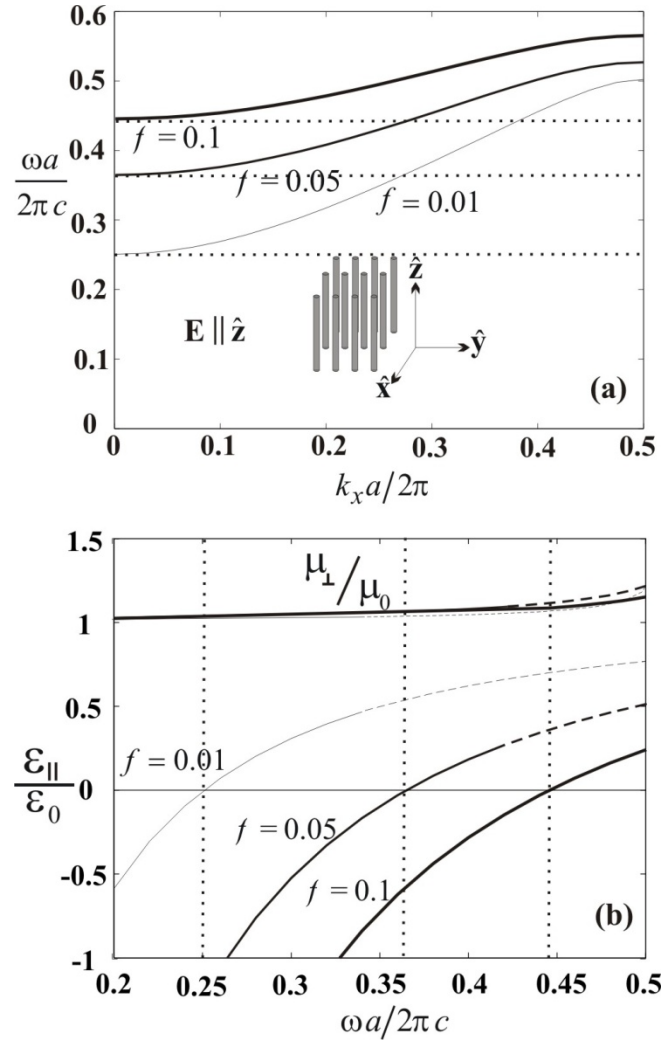 0.6
0.5
0.4
0.3
0.2
0.1
0
ωa
2πc
f = 0.1
f = 0.05
f = 0.01
E || ẑ
ẑ
ŷ
x̂
(a)
0 0.1 0.2 0.3 0.4 0.5
kₓa/2π
1.5
1
0.5
0
-0.5
-1
μ⊥/μ₀
ε||
ε₀
f = 0.01
f = 0.05
f = 0.1
(b)
0.2 0.25 0.3 0.35 0.4 0.45 0.5
ωa/2πc